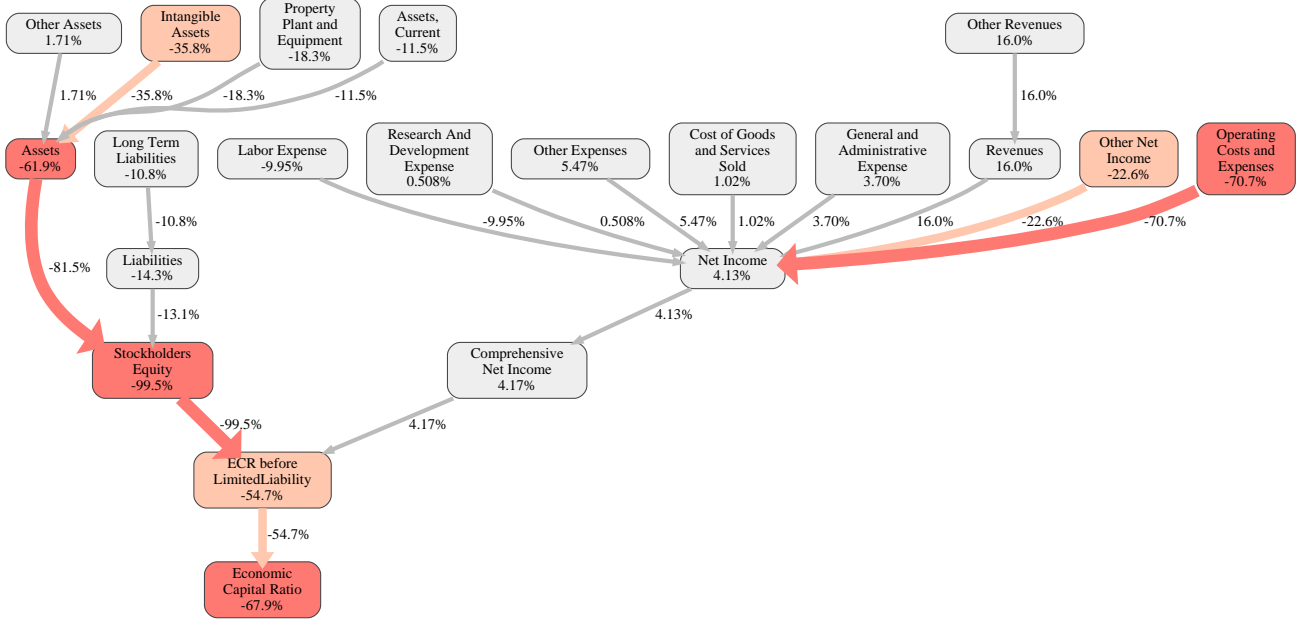 Other Assets
1.71%
Intangible
Assets
-35.8%
Property
Plant and
Equipment
-18.3%
Assets,
Current
-11.5%
Other Revenues
16.0%
1.71%
-35.8%
-18.3%
-11.5%
16.0%
Assets
-61.9%
Long Term
Liabilities
-10.8%
Labor Expense
-9.95%
Research And
Development
Expense
0.508%
Other Expenses
5.47%
Cost of Goods
and Services
Sold
1.02%
General and
Administrative
Expense
3.70%
Revenues
16.0%
Other Net
Income
-22.6%
Operating
Costs and
Expenses
-70.7%
-10.8%
-9.95%
0.508%
5.47%
1.02%
3.70%
16.0%
-22.6%
-70.7%
-81.5%
Liabilities
-14.3%
Net Income
4.13%
-13.1%
4.13%
Stockholders
Equity
-99.5%
Comprehensive
Net Income
4.17%
-99.5%
4.17%
ECR before
LimitedLiability
-54.7%
-54.7%
Economic
Capital Ratio
-67.9%